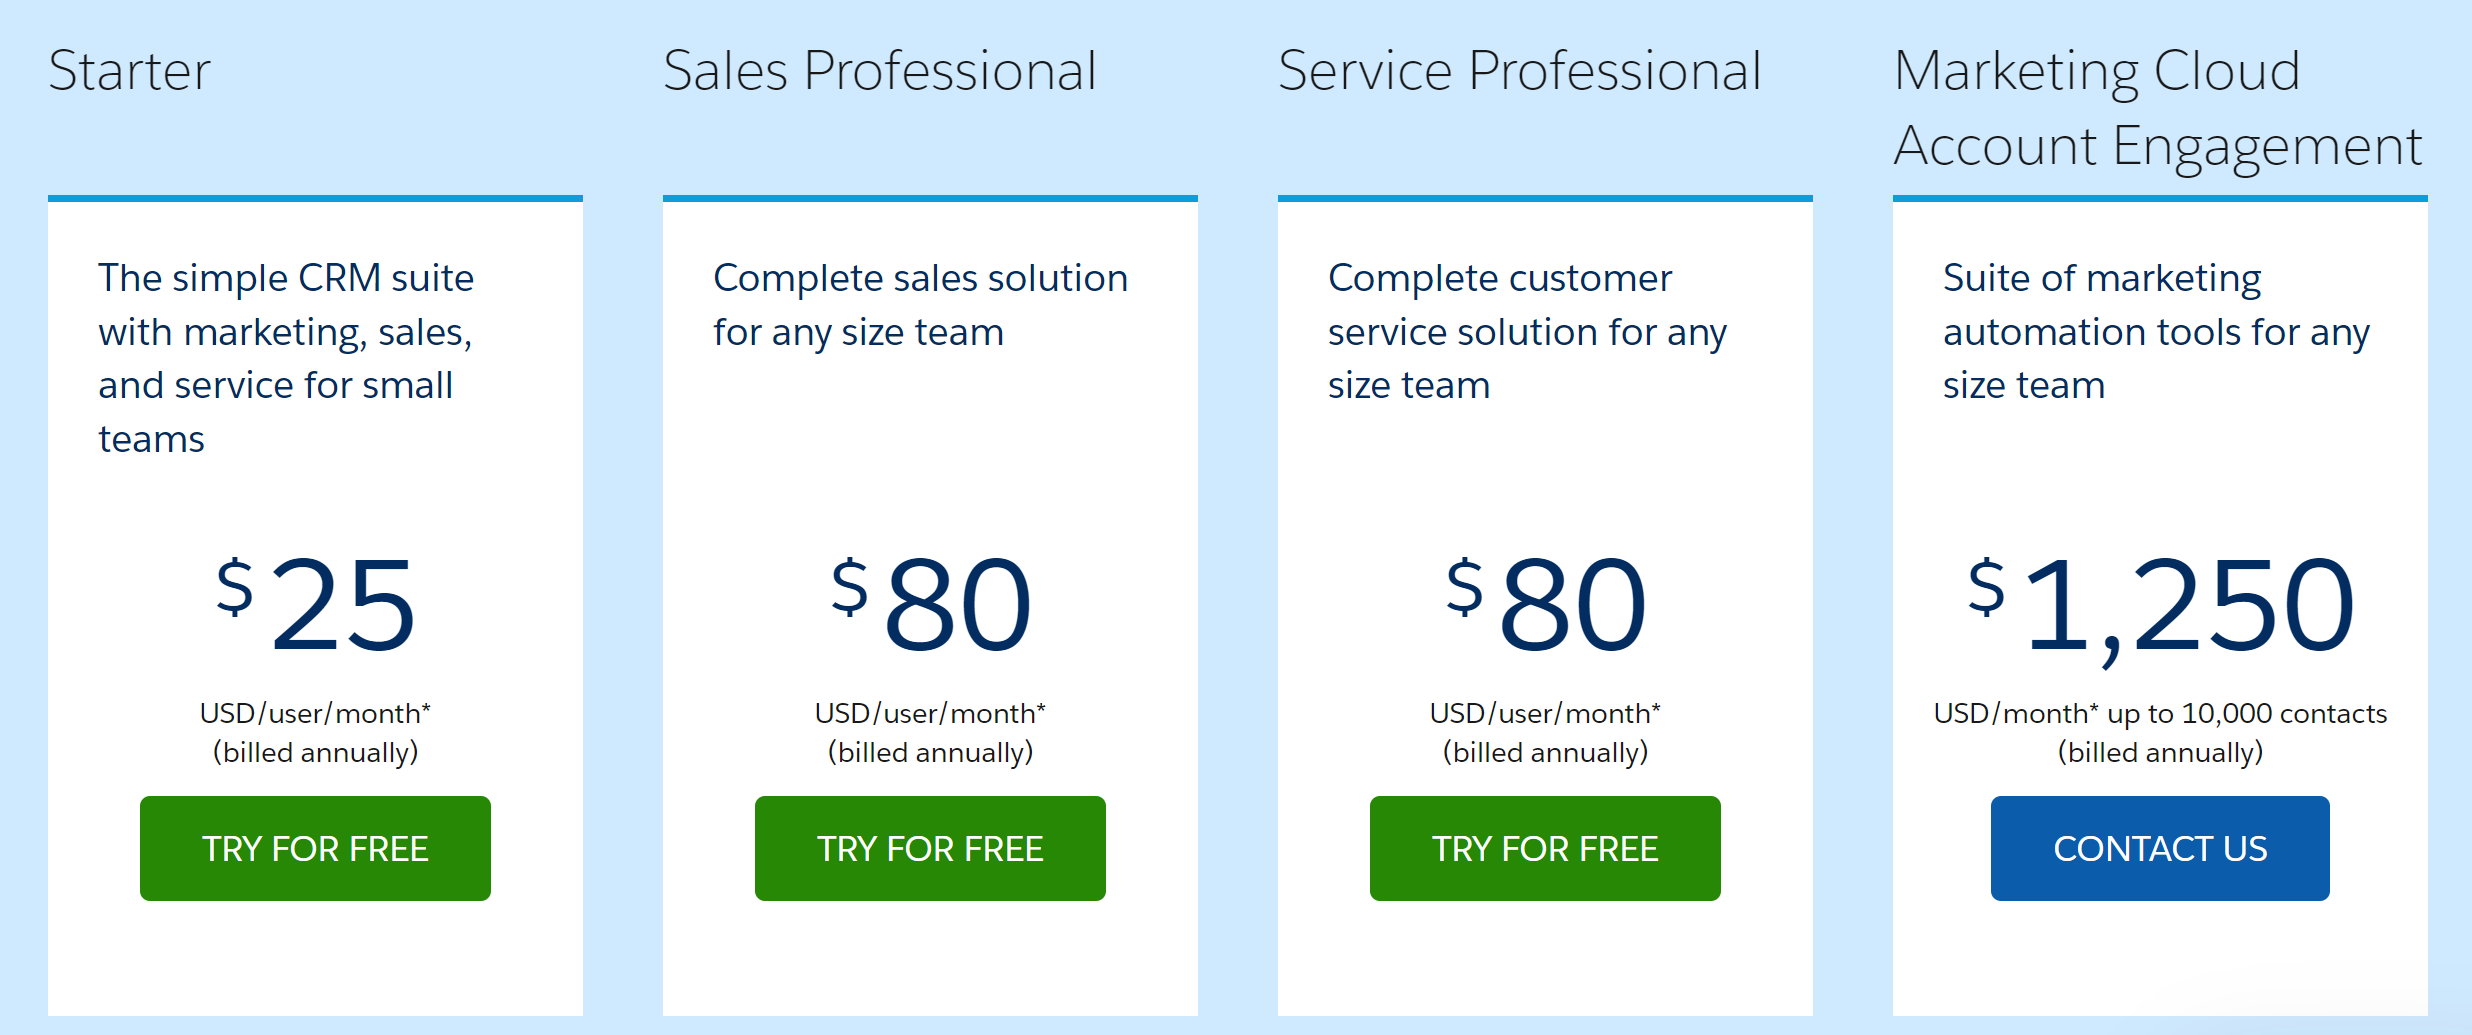 Starter
The simple CRM suite
with marketing, sales,
and service for small
teams
$25
USD/user/month*
(billed annually)
TRY FOR FREE
Sales Professional
Complete sales solution
for any size team
$80
USD/user/month*
(billed annually)
TRY FOR FREE
Service Professional
Complete customer
service solution for any
size team
$80
USD/user/month*
(billed annually)
TRY FOR FREE
Marketing Cloud
Account Engagement
Suite of marketing
automation tools for any
size team
$1,250
USD/month* up to 10,000 contacts
(billed annually)
CONTACT US